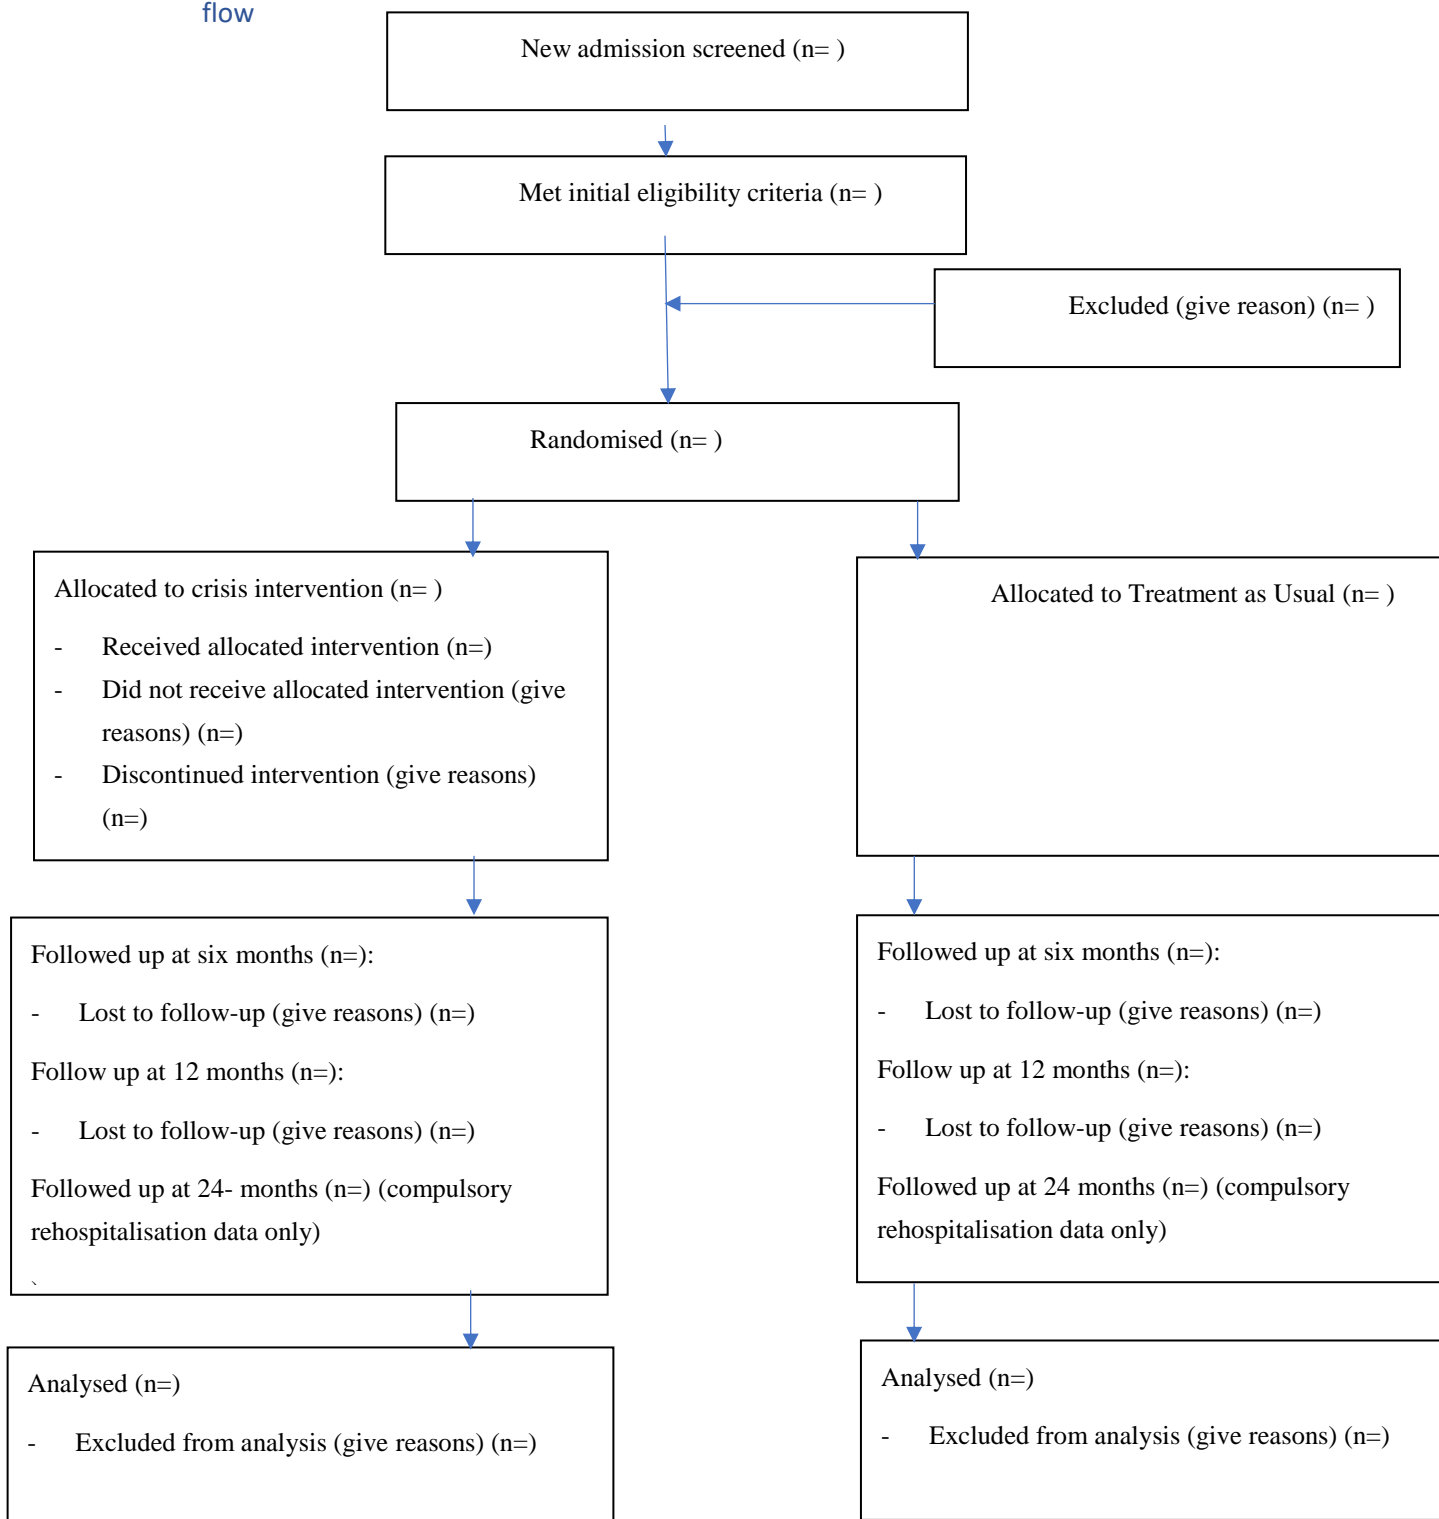 flow
New admission screened (n= )
Met initial eligibility criteria (n= )
Excluded (give reason) (n= )
Randomised (n= )
Allocated to crisis intervention (n= )
- Received allocated intervention (n=)
- Did not receive allocated intervention (give
reasons) (n=)
- Discontinued intervention (give reasons)
(n=)
Allocated to Treatment as Usual (n= )
Followed up at six months (n=):
- Lost to follow-up (give reasons) (n=)
Follow up at 12 months (n=):
- Lost to follow-up (give reasons) (n=)
Followed up at 24- months (n=) (compulsory
rehospitalisation data only)
、
Followed up at six months (n=):
- Lost to follow-up (give reasons) (n=)
Follow up at 12 months (n=):
- Lost to follow-up (give reasons) (n=)
Followed up at 24 months (n=) (compulsory
rehospitalisation data only)
Analysed (n=)
- Excluded from analysis (give reasons) (n=)
Analysed (n=)
- Excluded from analysis (give reasons) (n=)